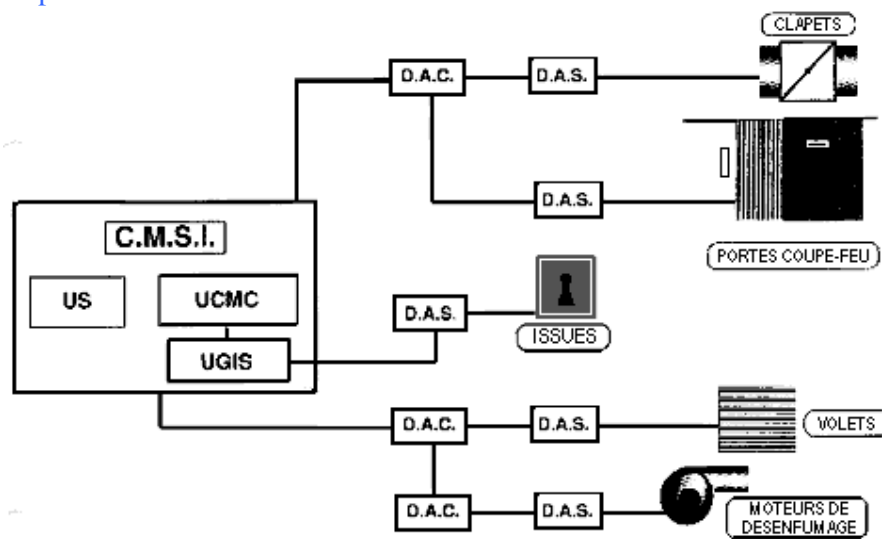 CLAPETS
D.A.C.
D.A.S.
D.A.S.
PORTES COUPE-FEU
C.M.S.I.
US
UCMC
UGIS
D.A.S.
ISSUES
D.A.C.
D.A.S.
VOLETS
D.A.C.
D.A.S.
MOTEURS DE
DESENFUMAGE